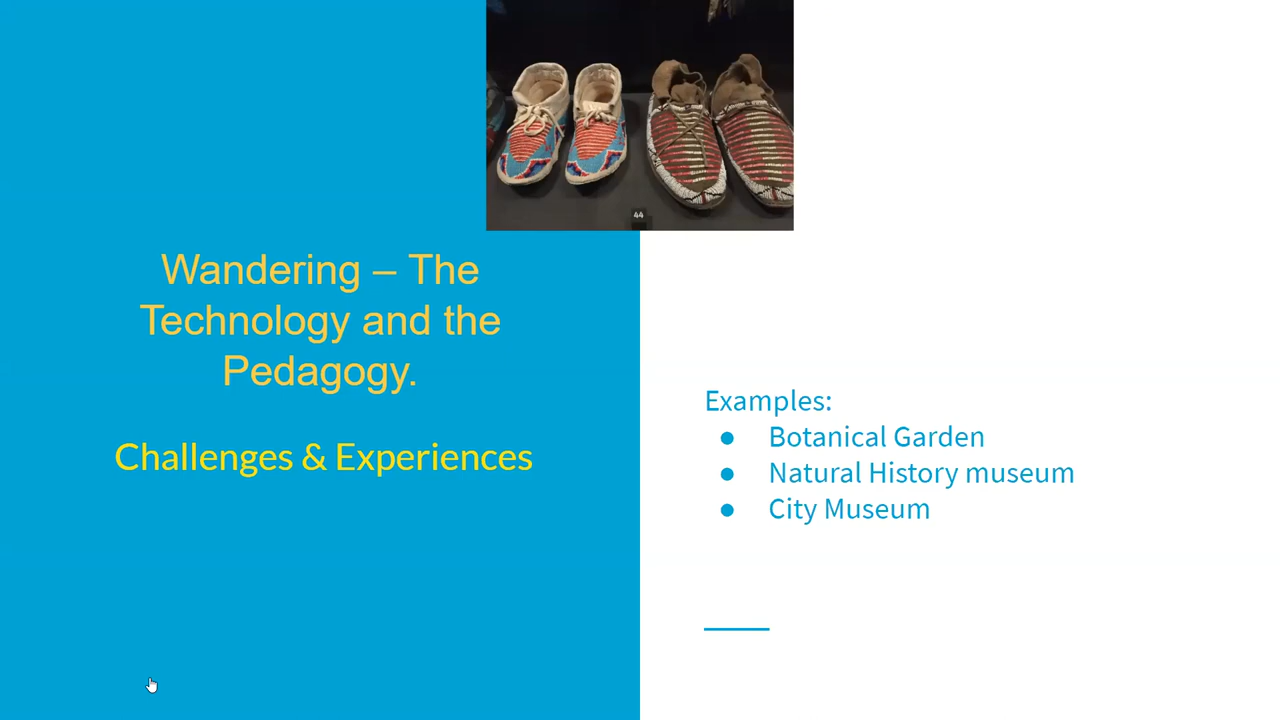 44
Wandering – The
Technology and the
Pedagogy.
Challenges & Experiences
Examples:
● Botanical Garden
● Natural History museum
● City Museum